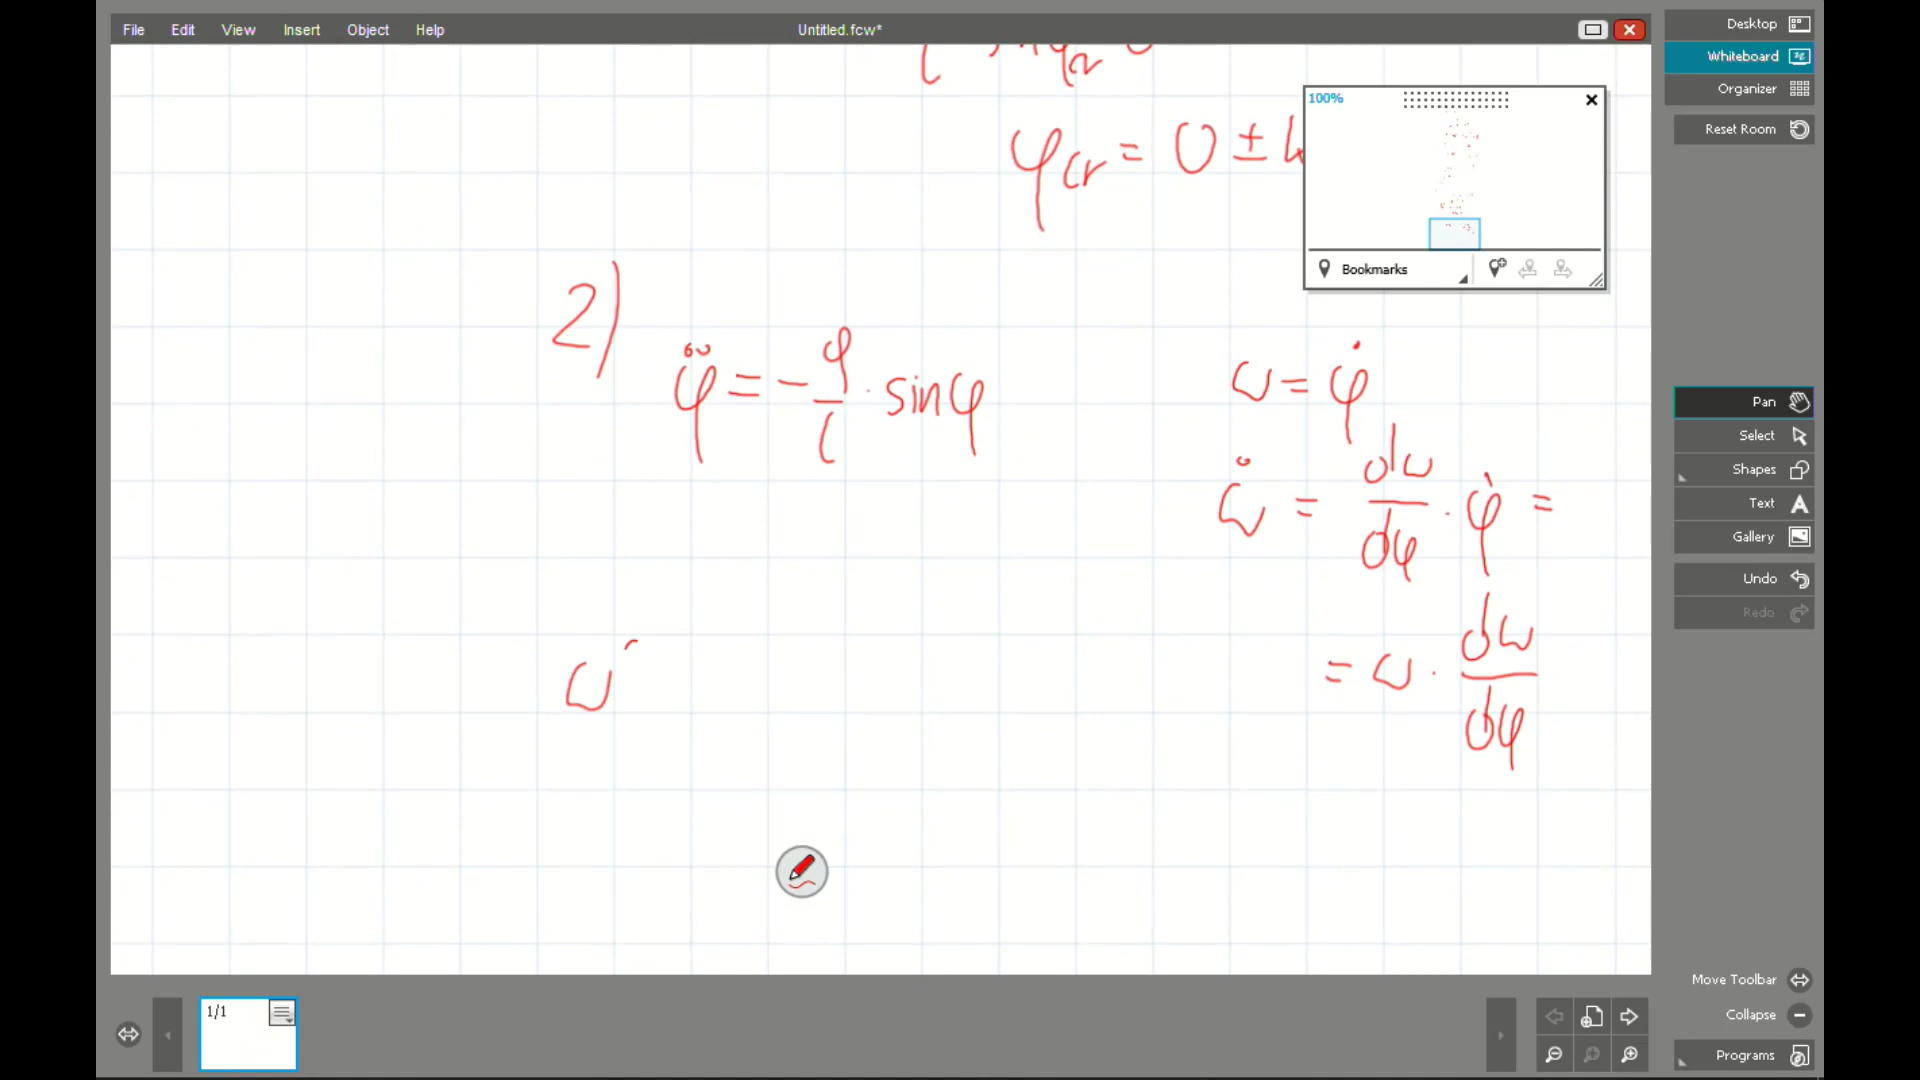 File Edit View Insert Object Help Untitled.fcw*
Desktop
Whiteboard
Organizer
Reset Room
100%
φcr = 0 ±
Bookmarks
2)
φ̈ = - g/l · sinφ
ω = φ̇
ω̇ = dω/dφ · φ̇ =
= ω · dω/dφ
ω
Pan
Select
Shapes
Text
Gallery
Undo
Redo
Move Toolbar
Collapse
Programs
1/1